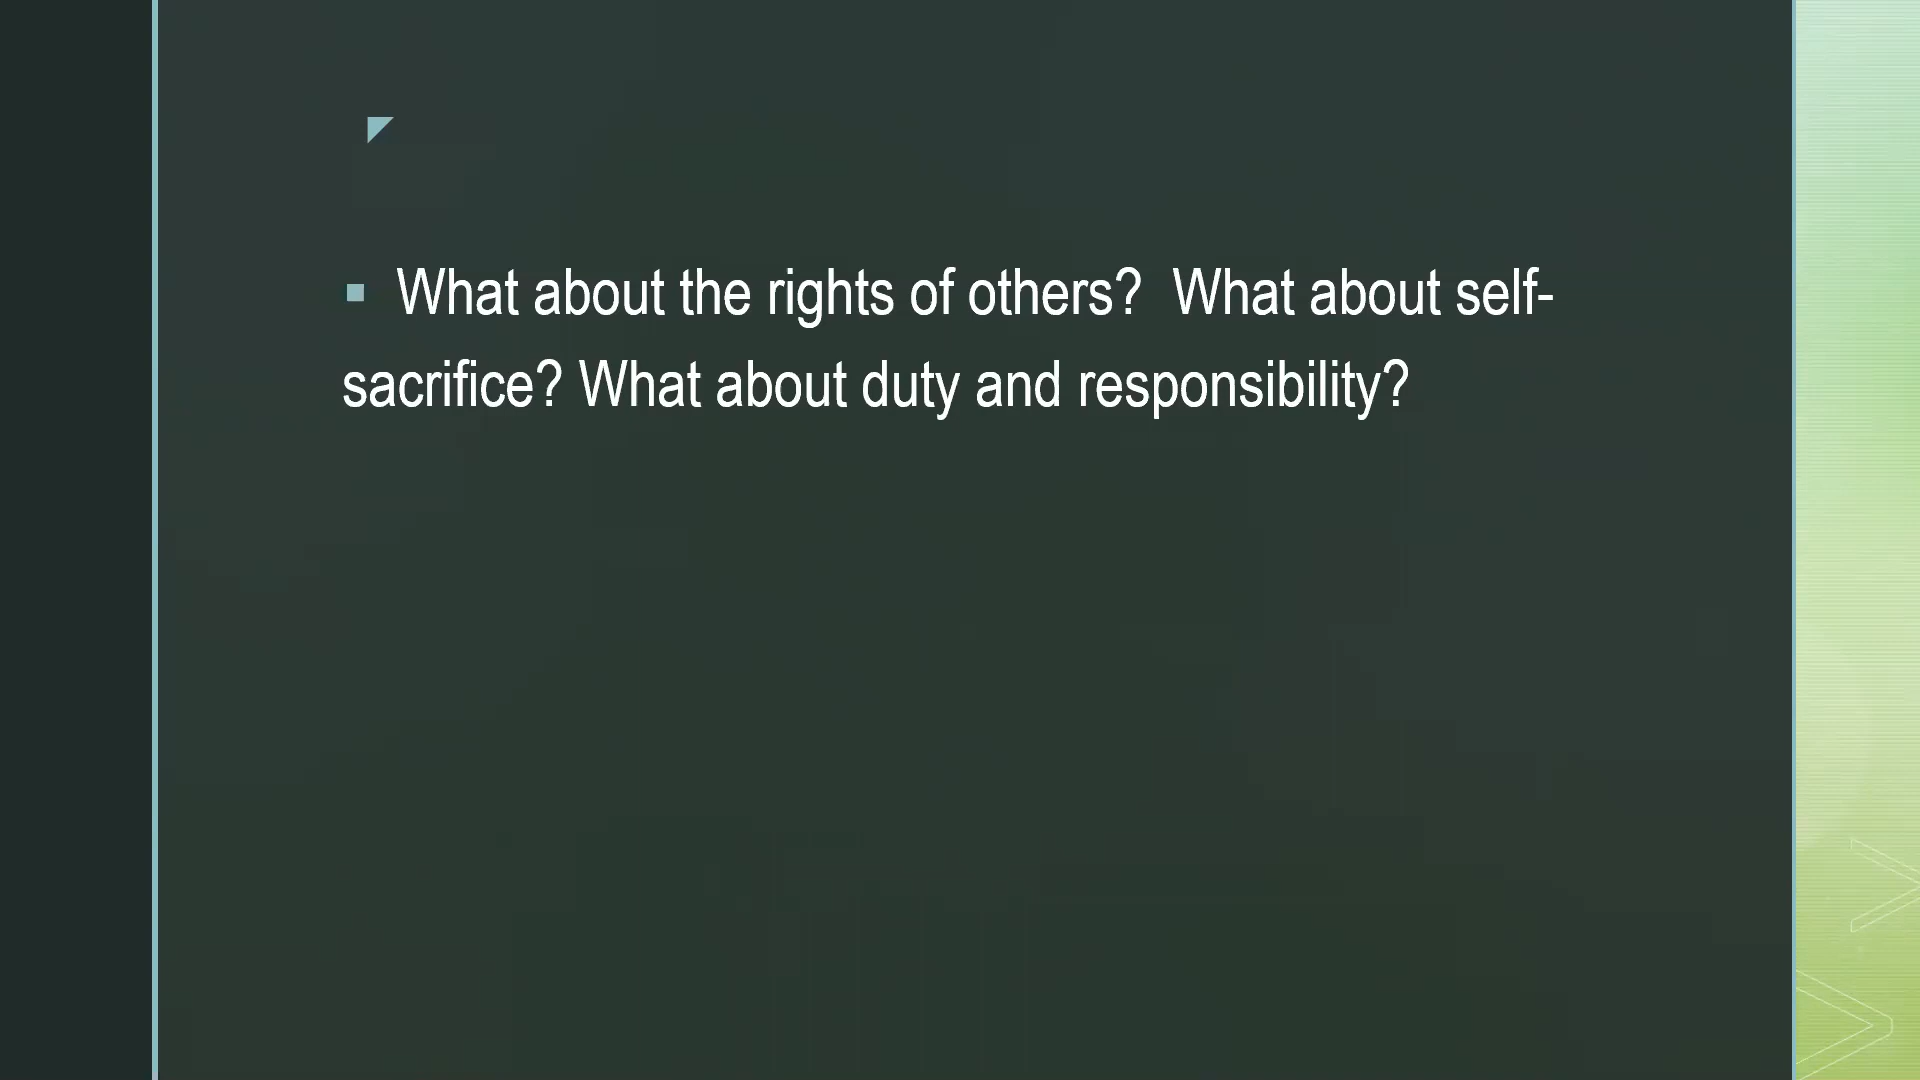 What about the rights of others?  What about self-
sacrifice? What about duty and responsibility?